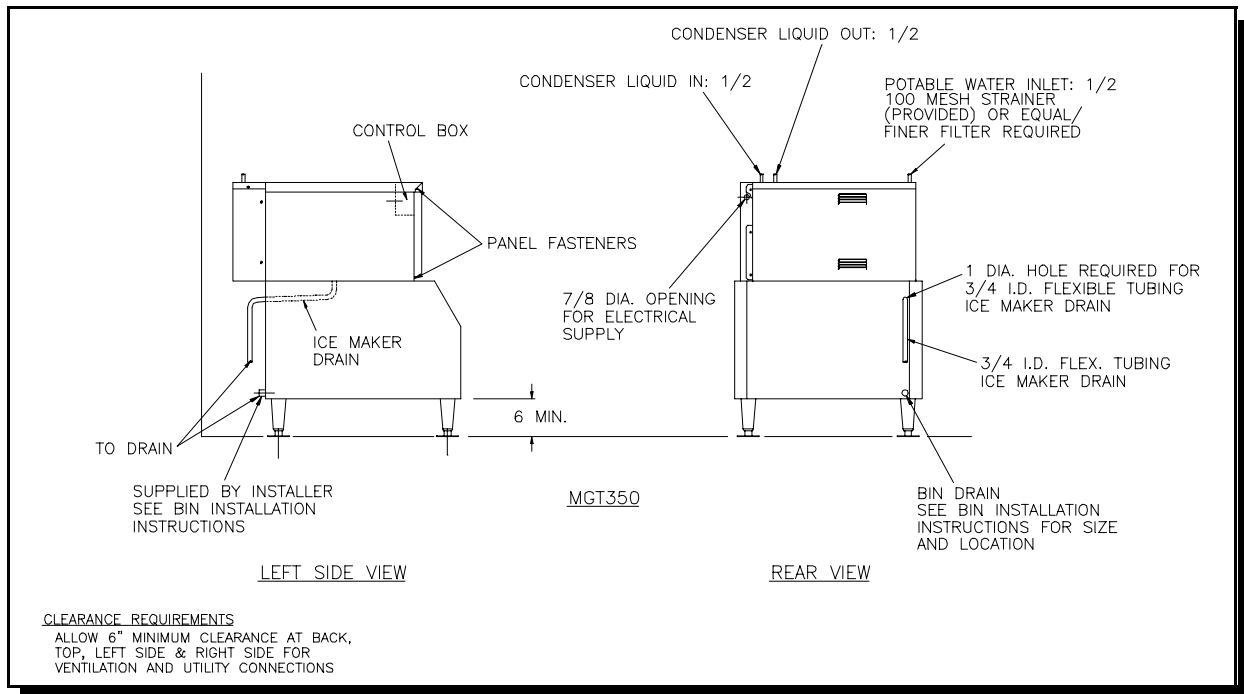 CONDENSER LIQUID OUT: 1/2
CONDENSER LIQUID IN: 1/2
POTABLE WATER INLET: 1/2
100 MESH STRAINER
(PROVIDED) OR EQUAL/
FINER FILTER REQUIRED
CONTROL BOX
PANEL FASTENERS
7/8 DIA. OPENING
FOR ELECTRICAL
SUPPLY
1 DIA. HOLE REQUIRED FOR
3/4 I.D. FLEXIBLE TUBING
ICE MAKER DRAIN
ICE MAKER
DRAIN
3/4 I.D. FLEX. TUBING
ICE MAKER DRAIN
6 MIN.
TO DRAIN
SUPPLIED BY INSTALLER
SEE BIN INSTALLATION
INSTRUCTIONS
MGT350
BIN DRAIN
SEE BIN INSTALLATION
INSTRUCTIONS FOR SIZE
AND LOCATION
LEFT SIDE VIEW
REAR VIEW
CLEARANCE REQUIREMENTS
ALLOW 6" MINIMUM CLEARANCE AT BACK,
TOP, LEFT SIDE & RIGHT SIDE FOR
VENTILATION AND UTILITY CONNECTIONS